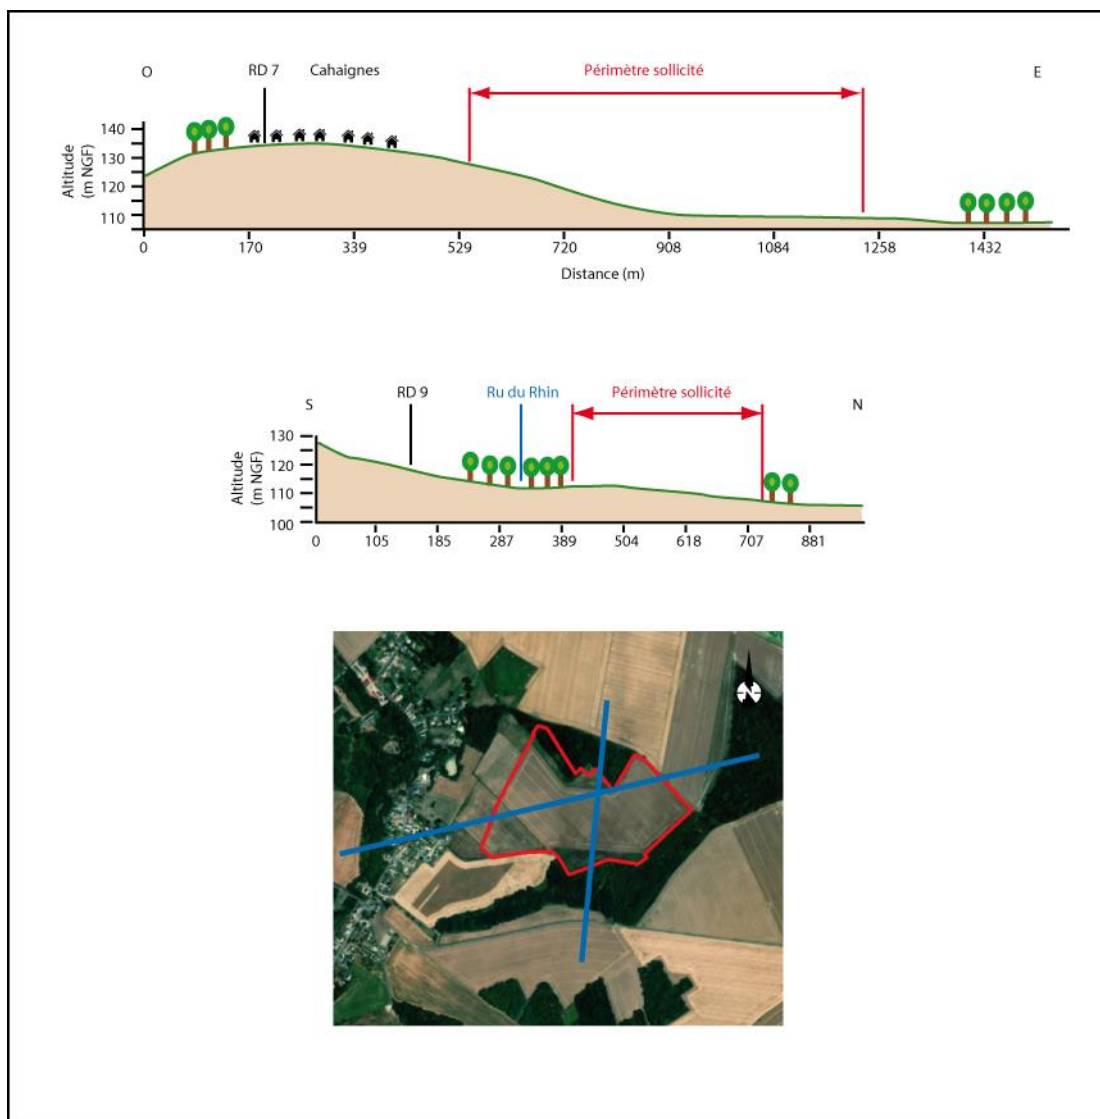 O RD 7 Cahaignes Périmètre sollicité E
Altitude
(m NGF)
140
130
120
110
0 170 339 529 720 908 1084 1258 1432
Distance (m)
S RD 9 Ru du Rhin Périmètre sollicité N
Altitude
(m NGF)
130
120
110
100
0 105 185 287 389 504 618 707 881
N